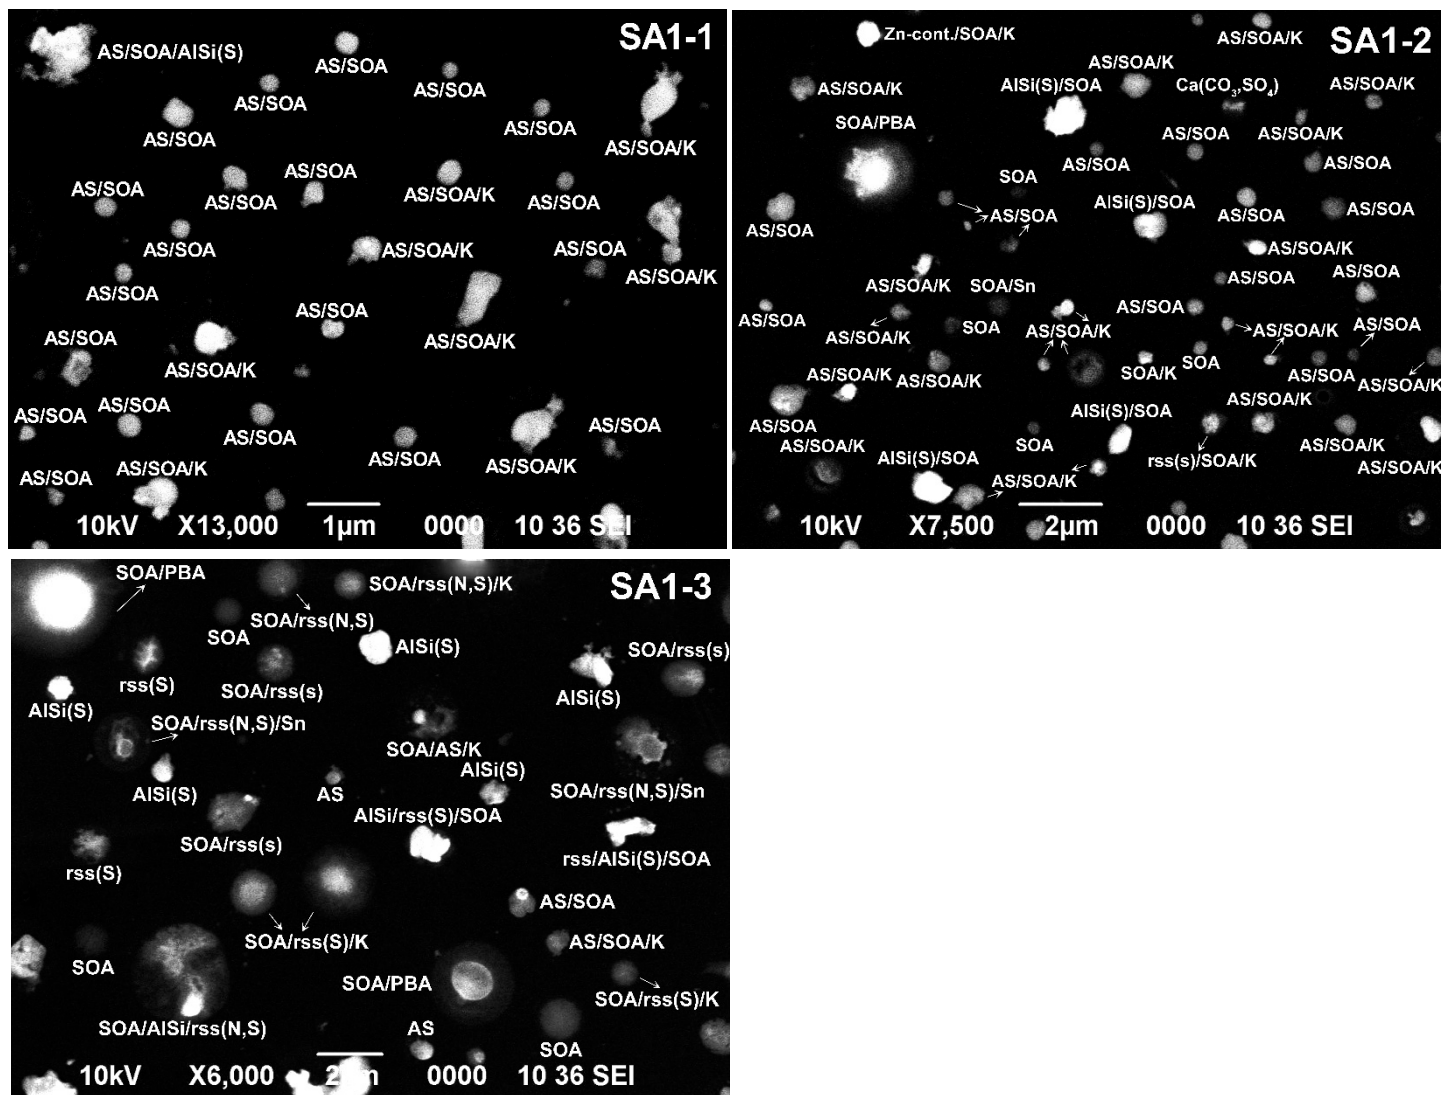 SA1-1
AS/SOA/AlSi(S)
AS/SOA
AS/SOA
AS/SOA
AS/SOA
AS/SOA
AS/SOA/K
AS/SOA
AS/SOA
AS/SOA
AS/SOA/K
AS/SOA
AS/SOA
AS/SOA/K
AS/SOA
AS/SOA/K
AS/SOA
AS/SOA
AS/SOA
AS/SOA/K
AS/SOA/K
AS/SOA
AS/SOA
AS/SOA
AS/SOA
AS/SOA
AS/SOA
AS/SOA/K
AS/SOA/K
AS/SOA
10kV X13,000 1µm 0000 10 36 SEI
SA1-2
Zn-cont./SOA/K
AS/SOA/K
AS/SOA/K
AlSi(S)/SOA
AS/SOA/K
Ca(CO3,SO4)
AS/SOA/K
SOA/PBA
AS/SOA
AS/SOA/K
AS/SOA
AS/SOA
SOA
AlSi(S)/SOA
AS/SOA
AS/SOA
AS/SOA
AS/SOA
AS/SOA/K
AS/SOA/K
SOA/Sn
AS/SOA
AS/SOA
AS/SOA
AS/SOA/K
SOA
AS/SOA/K
AS/SOA
AS/SOA/K
AS/SOA
AS/SOA/K
AS/SOA/K
SOA/K
SOA
AS/SOA
AS/SOA/K
AS/SOA
AS/SOA/K
AlSi(S)/SOA
SOA
AS/SOA/K
AS/SOA/K
AlSi(S)/SOA
AS/SOA/K
rss(s)/SOA/K
AS/SOA/K
10kV X7,500 2µm 0000 10 36 SEI
SA1-3
SOA/PBA
SOA/rss(N,S)/K
SOA
SOA/rss(N,S)
AlSi(S)
SOA/rss(s)
rss(S)
SOA/rss(s)
AlSi(S)
AlSi(S)
SOA/rss(N,S)/Sn
SOA/AS/K
AlSi(S)
AlSi(S)
AS
SOA/rss(N,S)/Sn
AlSi/rss(S)/SOA
SOA/rss(s)
rss/AlSi(S)/SOA
rss(S)
AS/SOA
SOA/rss(S)/K
AS/SOA/K
SOA
SOA/PBA
SOA/rss(S)/K
SOA/AlSi/rss(N,S)
AS
SOA
10kV X6,000 0000 10 36 SEI